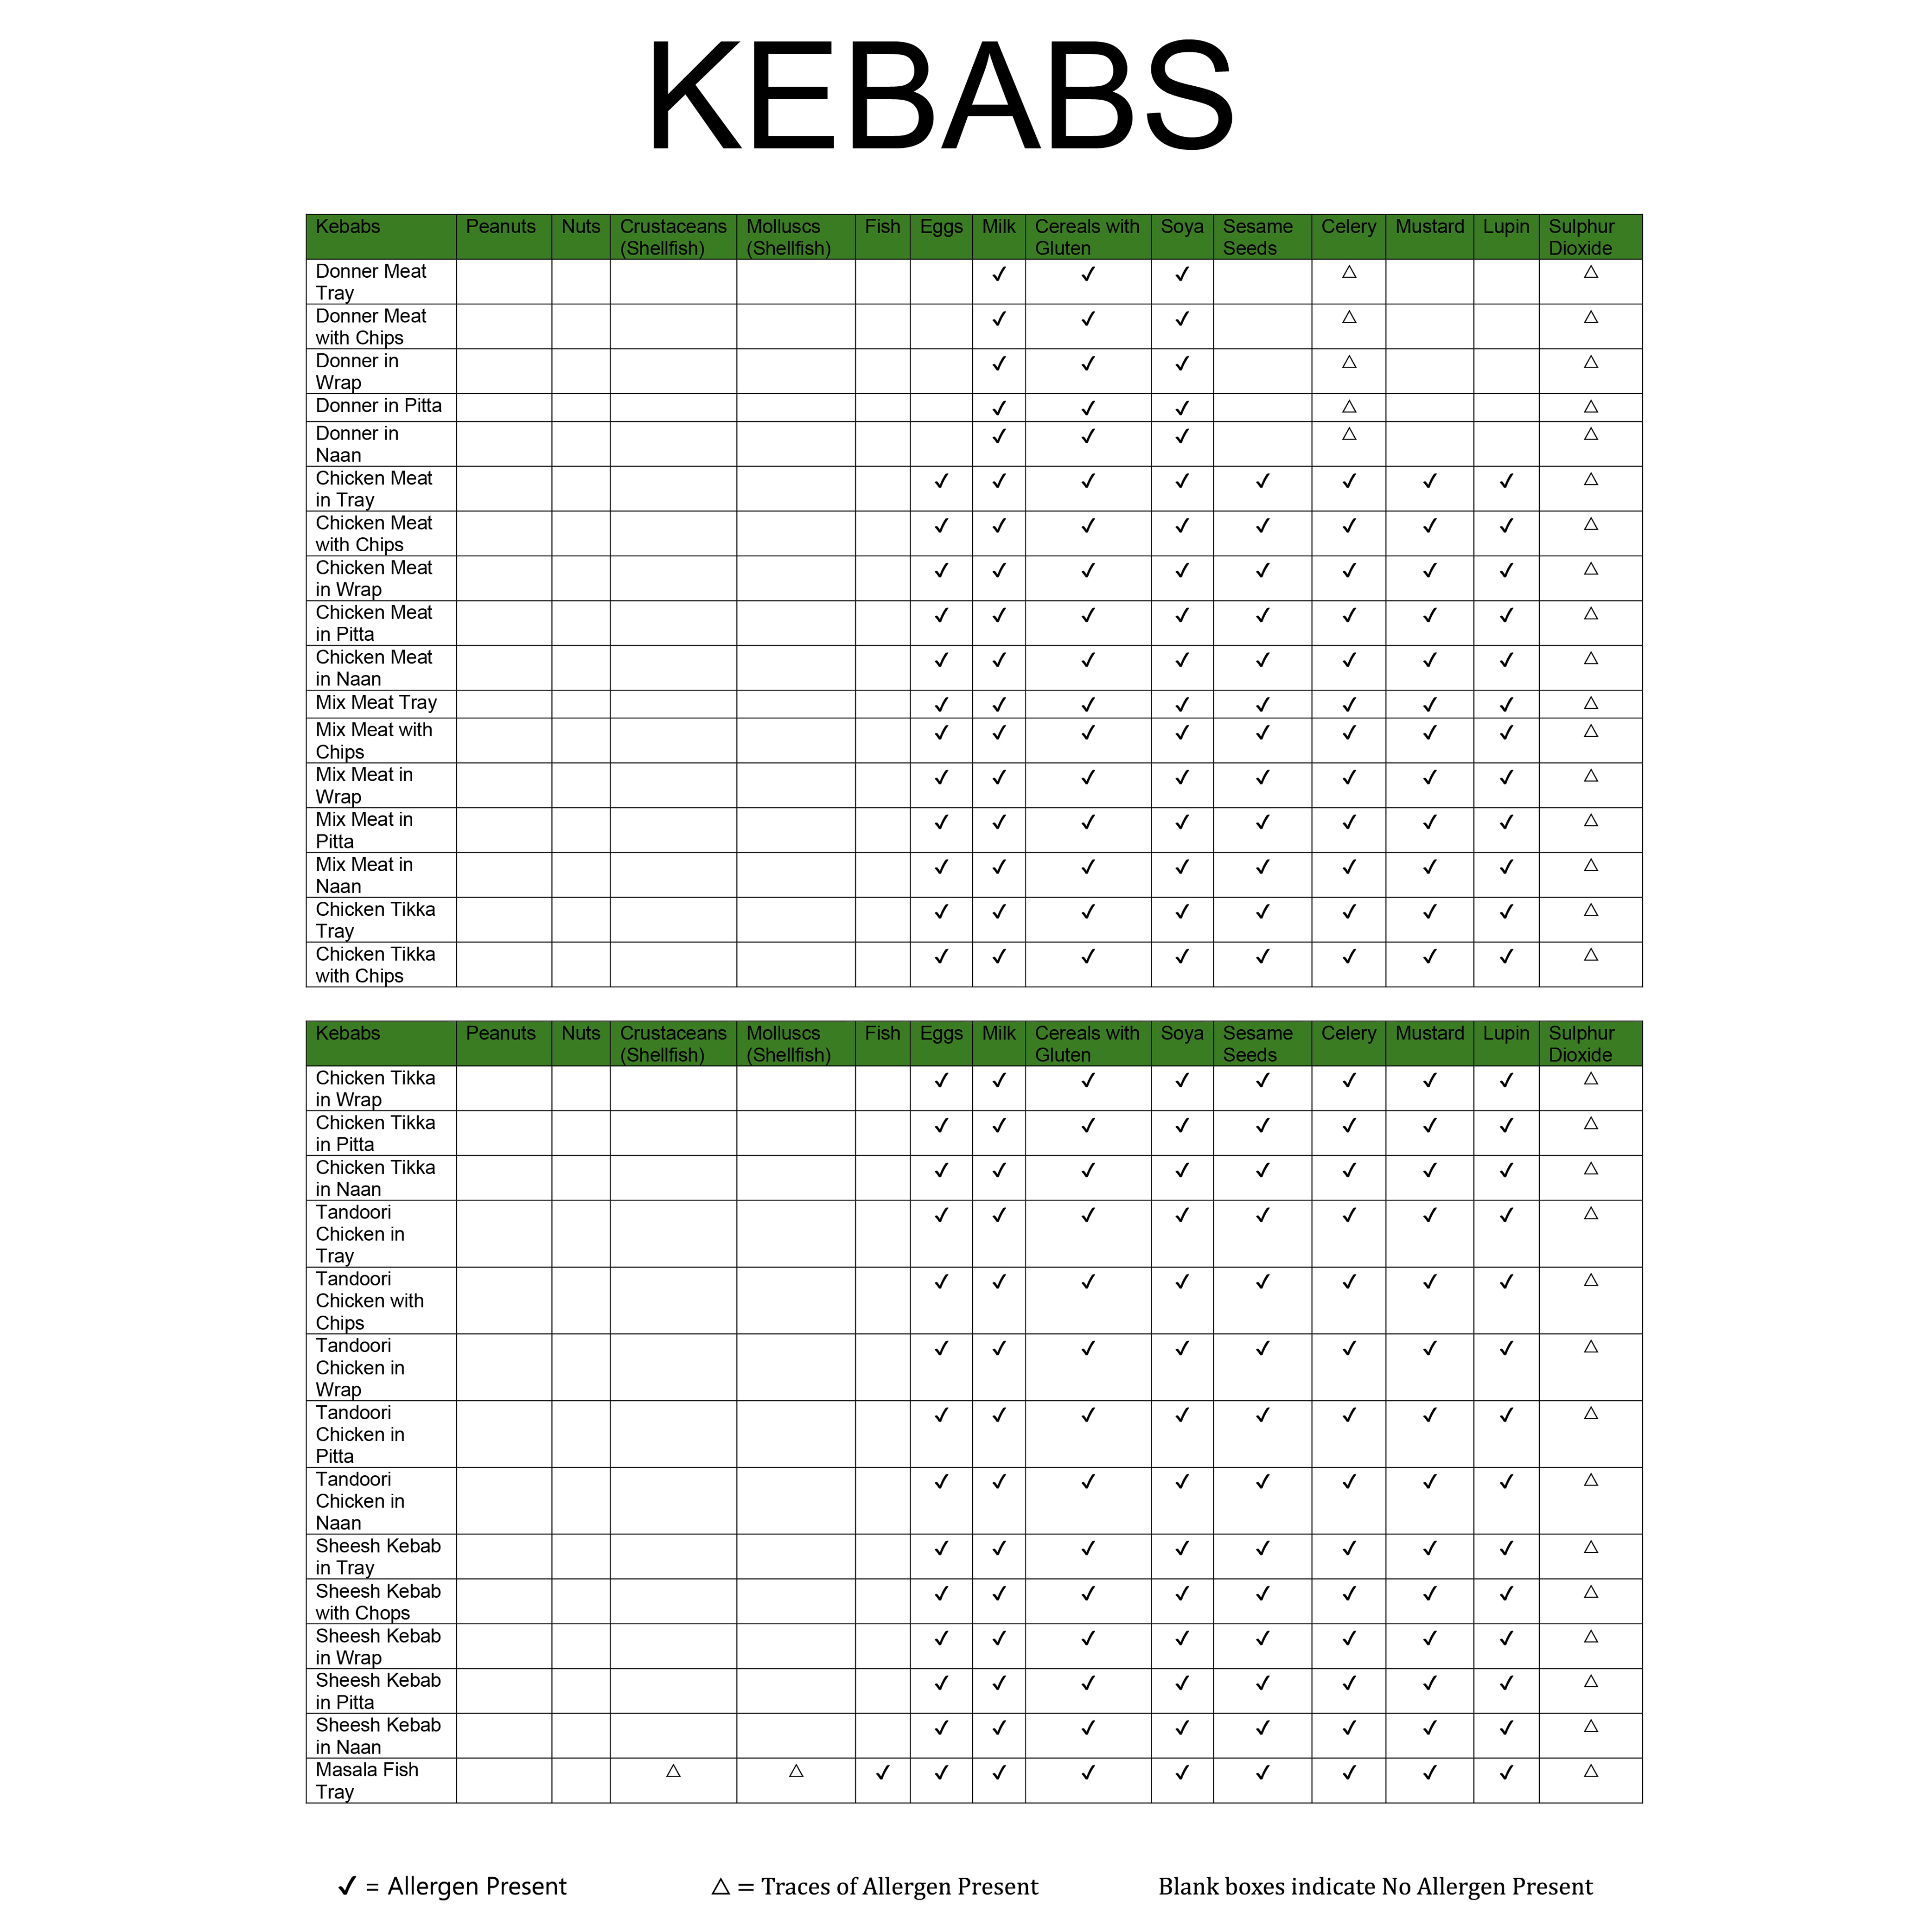 KEBABS
Kebabs Peanuts Nuts Crustaceans (Shellfish) Molluscs (Shellfish) Fish Eggs Milk Cereals with Gluten Soya Sesame Seeds Celery Mustard Lupin Sulphur Dioxide
Donner Meat Tray ✓ ✓ ✓ △ △
Donner Meat with Chips ✓ ✓ ✓ △ △
Donner in Wrap ✓ ✓ ✓ △ △
Donner in Pitta ✓ ✓ ✓ △ △
Donner in Naan ✓ ✓ ✓ △ △
Chicken Meat in Tray ✓ ✓ ✓ ✓ ✓ ✓ ✓ ✓ △
Chicken Meat with Chips ✓ ✓ ✓ ✓ ✓ ✓ ✓ ✓ △
Chicken Meat in Wrap ✓ ✓ ✓ ✓ ✓ ✓ ✓ ✓ △
Chicken Meat in Pitta ✓ ✓ ✓ ✓ ✓ ✓ ✓ ✓ △
Chicken Meat in Naan ✓ ✓ ✓ ✓ ✓ ✓ ✓ ✓ △
Mix Meat Tray ✓ ✓ ✓ ✓ ✓ ✓ ✓ ✓ △
Mix Meat with Chips ✓ ✓ ✓ ✓ ✓ ✓ ✓ ✓ △
Mix Meat in Wrap ✓ ✓ ✓ ✓ ✓ ✓ ✓ ✓ △
Mix Meat in Pitta ✓ ✓ ✓ ✓ ✓ ✓ ✓ ✓ △
Mix Meat in Naan ✓ ✓ ✓ ✓ ✓ ✓ ✓ ✓ △
Chicken Tikka Tray ✓ ✓ ✓ ✓ ✓ ✓ ✓ ✓ △
Chicken Tikka with Chips ✓ ✓ ✓ ✓ ✓ ✓ ✓ ✓ △
Kebabs Peanuts Nuts Crustaceans (Shellfish) Molluscs (Shellfish) Fish Eggs Milk Cereals with Gluten Soya Sesame Seeds Celery Mustard Lupin Sulphur Dioxide
Chicken Tikka in Wrap ✓ ✓ ✓ ✓ ✓ ✓ ✓ ✓ △
Chicken Tikka in Pitta ✓ ✓ ✓ ✓ ✓ ✓ ✓ ✓ △
Chicken Tikka in Naan ✓ ✓ ✓ ✓ ✓ ✓ ✓ ✓ △
Tandoori Chicken in Tray ✓ ✓ ✓ ✓ ✓ ✓ ✓ ✓ △
Tandoori Chicken with Chips ✓ ✓ ✓ ✓ ✓ ✓ ✓ ✓ △
Tandoori Chicken in Wrap ✓ ✓ ✓ ✓ ✓ ✓ ✓ ✓ △
Tandoori Chicken in Pitta ✓ ✓ ✓ ✓ ✓ ✓ ✓ ✓ △
Tandoori Chicken in Naan ✓ ✓ ✓ ✓ ✓ ✓ ✓ ✓ △
Sheesh Kebab in Tray ✓ ✓ ✓ ✓ ✓ ✓ ✓ ✓ △
Sheesh Kebab with Chops ✓ ✓ ✓ ✓ ✓ ✓ ✓ ✓ △
Sheesh Kebab in Wrap ✓ ✓ ✓ ✓ ✓ ✓ ✓ ✓ △
Sheesh Kebab in Pitta ✓ ✓ ✓ ✓ ✓ ✓ ✓ ✓ △
Sheesh Kebab in Naan ✓ ✓ ✓ ✓ ✓ ✓ ✓ ✓ △
Masala Fish Tray △ △ ✓ ✓ ✓ ✓ ✓ ✓ ✓ ✓ ✓ △
✓ = Allergen Present △ = Traces of Allergen Present Blank boxes indicate No Allergen Present